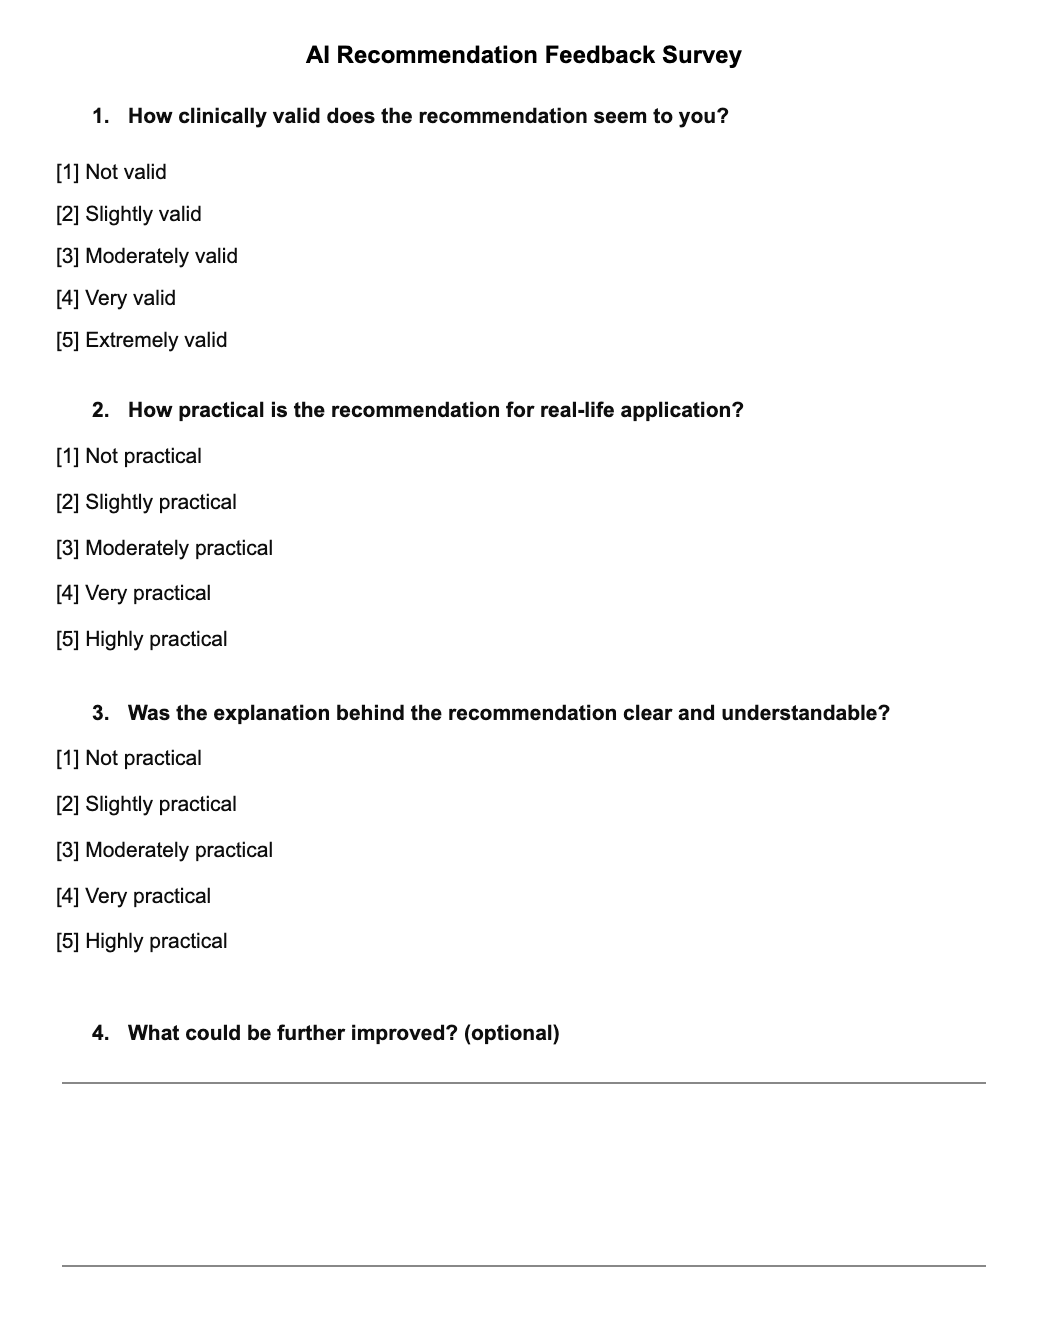 AI Recommendation Feedback Survey
1. How clinically valid does the recommendation seem to you?
[1] Not valid
[2] Slightly valid
[3] Moderately valid
[4] Very valid
[5] Extremely valid
2. How practical is the recommendation for real-life application?
[1] Not practical
[2] Slightly practical
[3] Moderately practical
[4] Very practical
[5] Highly practical
3. Was the explanation behind the recommendation clear and understandable?
[1] Not practical
[2] Slightly practical
[3] Moderately practical
[4] Very practical
[5] Highly practical
4. What could be further improved? (optional)